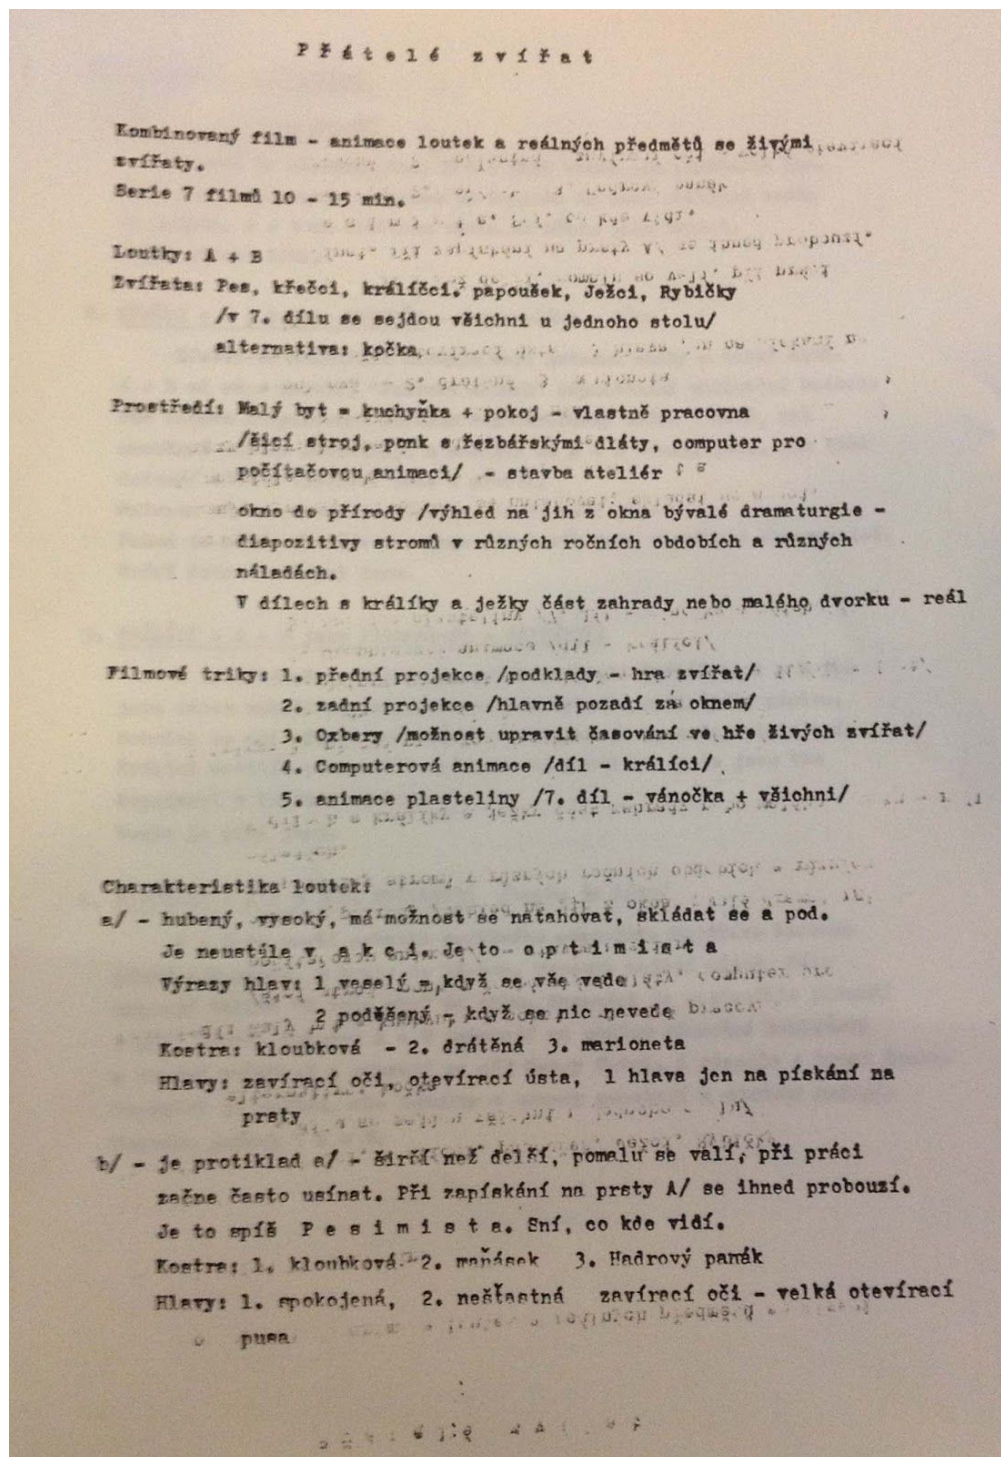 P ř á t e l é   z v í ř a t
Kombinovaný film - animace loutek a reálných předmětů se živými
zvířaty.
Serie 7 filmů 10 - 15 min.
Loutky: A + B
Zvířata: Pes, křečci, králíčci. papoušek, Ježci, Rybičky
/v 7. dílu se sejdou všichni u jednoho stolu/
alternativa: kočka
Prostředí: Malý byt = kuchyňka + pokoj - vlastně pracovna
/šicí stroj, ponk s řezbářskými dláty, computer pro
počítačovou animaci/ - stavba ateliér
okno do přírody /výhled na jih z okna bývalé dramaturgie -
diapozitivy stromů v různých ročních obdobích a různých
náladách.
V dílech s králíky a ježky část zahrady nebo malého dvorku - reál
Filmové triky: 1. přední projekce /podklady - hra zvířat/
2. zadní projekce /hlavně pozadí za oknem/
3. Oxbery /možnost upravit časování ve hře živých zvířat/
4. Computerová animace /díl - králíci/
5. animace plasteliny /7. díl - vánočka + všichni/
Charakteristika loutek:
a/ - hubený, vysoký, má možnost se natahovat, skládat se a pod.
Je neustále v a k c i. Je to o p t i m i s t a
Výrazy hlav: 1 veselý = když se vše vede
2 poděšený - když se nic nevede
Kostra: kloubková - 2. drátěná 3. marioneta
Hlavy: zavírací oči, otevírací ústa, 1 hlava jen na pískání na
prsty
b/ - je protiklad a/ - širčí než delší, pomalu se valí, při práci
začne často usínat. Při zapískání na prsty A/ se ihned probouzí.
Je to spíš P e s i m i s t a. Sní, co kde vidí.
Kostra: 1. kloubková 2. maňásek 3. Hadrový panák
Hlavy: 1. spokojená, 2. nešťastná zavírací oči - velká otevírací
pusa